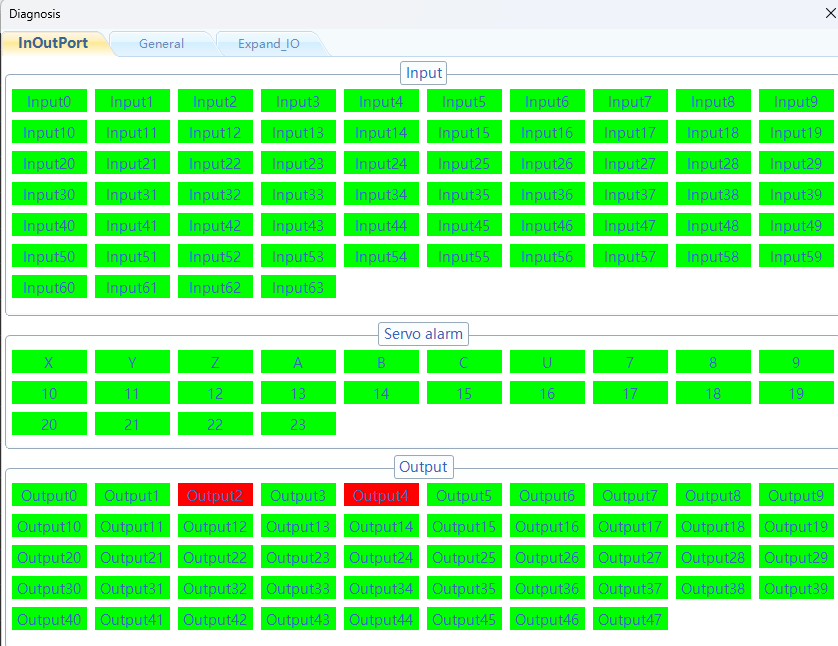 Diagnosis
InOutPort General Expand_IO
Input
Input0 Input1 Input2 Input3 Input4 Input5 Input6 Input7 Input8 Input9
Input10 Input11 Input12 Input13 Input14 Input15 Input16 Input17 Input18 Input19
Input20 Input21 Input22 Input23 Input24 Input25 Input26 Input27 Input28 Input29
Input30 Input31 Input32 Input33 Input34 Input35 Input36 Input37 Input38 Input39
Input40 Input41 Input42 Input43 Input44 Input45 Input46 Input47 Input48 Input49
Input50 Input51 Input52 Input53 Input54 Input55 Input56 Input57 Input58 Input59
Input60 Input61 Input62 Input63
Servo alarm
X Y Z A B C U 7 8 9
10 11 12 13 14 15 16 17 18 19
20 21 22 23
Output
Output0 Output1 Output2 Output3 Output4 Output5 Output6 Output7 Output8 Output9
Output10 Output11 Output12 Output13 Output14 Output15 Output16 Output17 Output18 Output19
Output20 Output21 Output22 Output23 Output24 Output25 Output26 Output27 Output28 Output29
Output30 Output31 Output32 Output33 Output34 Output35 Output36 Output37 Output38 Output39
Output40 Output41 Output42 Output43 Output44 Output45 Output46 Output47